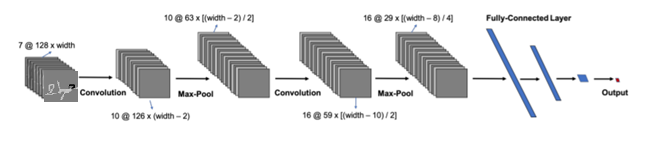 10 @ 63 x [(width – 2) / 2]
16 @ 29 x [(width – 8) / 4]
Fully-Connected Layer
7 @ 128 x width
Convolution
Max-Pool
Convolution
Max-Pool
Output
10 @ 126 x (width – 2)
16 @ 59 x [(width – 10) / 2]